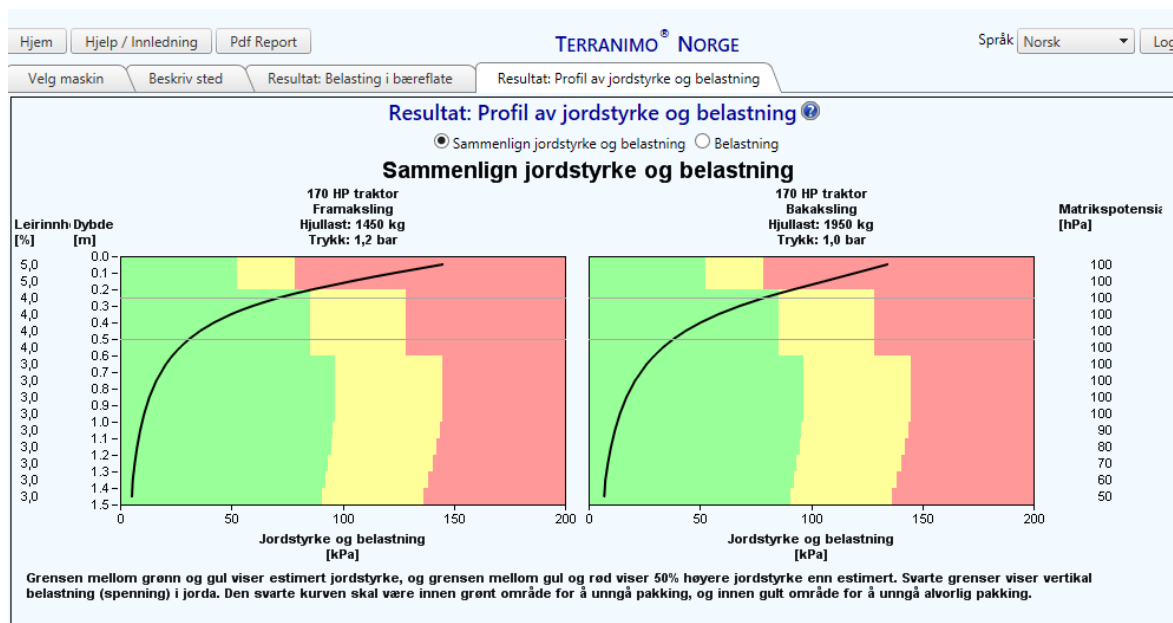 Hjem Hjelp / Innledning Pdf Report TERRANIMO® NORGE Språk Norsk Log
Velg maskin Beskriv sted Resultat: Belasting i bæreflate Resultat: Profil av jordstyrke og belastning
Resultat: Profil av jordstyrke og belastning ?
Sammenlign jordstyrke og belastning Belastning
Sammenlign jordstyrke og belastning
170 HP traktor 170 HP traktor
Framaksling Bakaksling
Leirinnh Dybde Hjullast: 1450 kg Hjullast: 1950 kg Matrikspotensia
[%] [m] Trykk: 1,2 bar Trykk: 1,0 bar [hPa]
0.0
5,0 0.1 100
5,0 0.2 100
4,0 0.3 100
4,0 0.4 100
4,0 0.5 100
4,0 0.6 100
3,0 0.7 100
3,0 0.8 100
3,0 0.9 100
3,0 1.0 100
3,0 1.1 90
3,0 1.2 80
3,0 1.3 70
3,0 1.4 60
3,0 1.5 50
0 50 100 150 200 0 50 100 150 200
Jordstyrke og belastning Jordstyrke og belastning
[kPa] [kPa]
Grensen mellom grønn og gul viser estimert jordstyrke, og grensen mellom gul og rød viser 50% høyere jordstyrke enn estimert. Svarte grenser viser vertikal
belastning (spenning) i jorda. Den svarte kurven skal være innen grønt område for å unngå pakking, og innen gult område for å unngå alvorlig pakking.